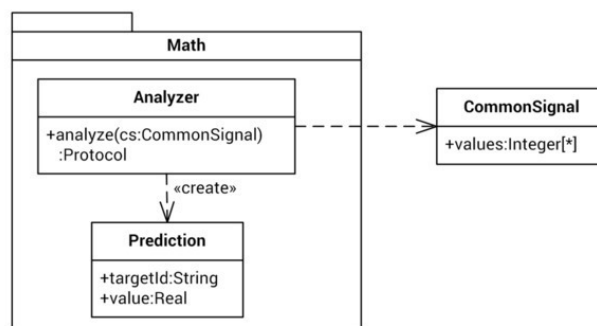 Math
Analyzer
+analyze(cs:CommonSignal)
:Protocol
CommonSignal
+values:Integer[*]
«create»
Prediction
+targetId:String
+value:Real